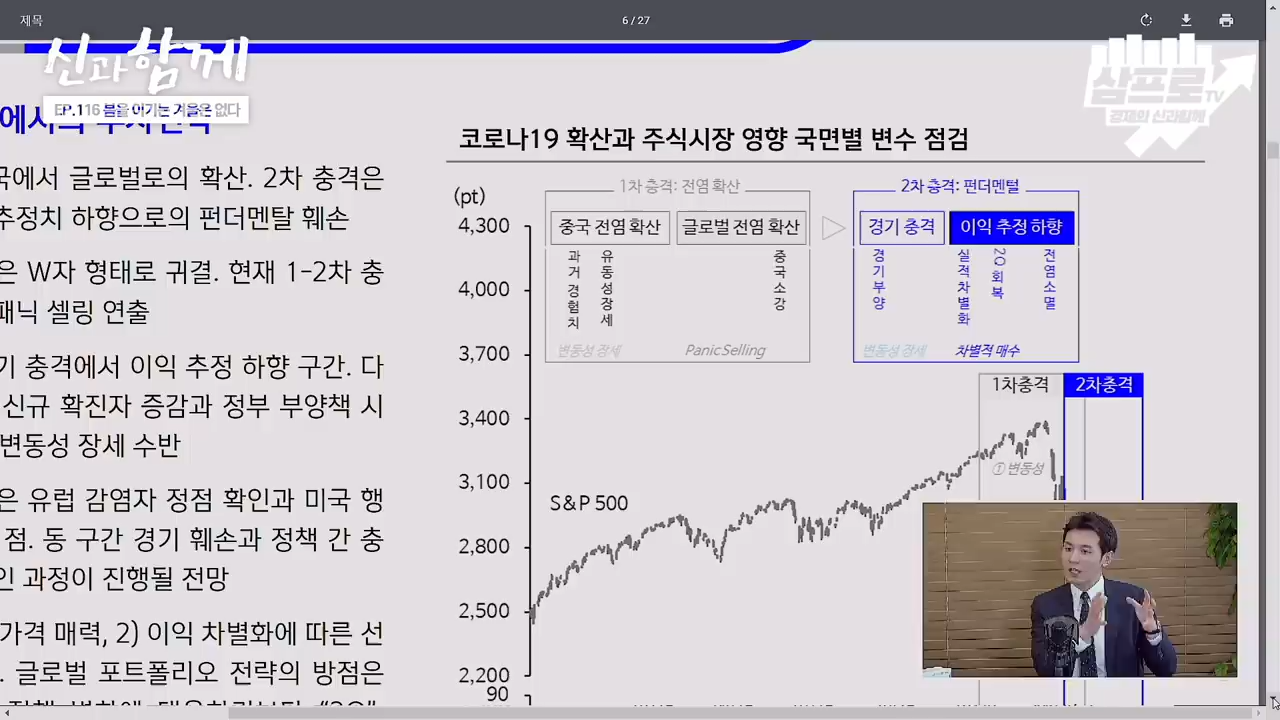 제목
6 / 27
신과함께
EP.116 봄을 이기는 겨울은 없다
삼프로TV
경제의 신과함께
국에서 글로벌로의 확산. 2차 충격은
추정치 하향으로의 펀더멘탈 훼손
은 W자 형태로 귀결. 현재 1-2차 충
패닉 셀링 연출
기 충격에서 이익 추정 하향 구간. 다
신규 확진자 증감과 정부 부양책 시
변동성 장세 수반
은 유럽 감염자 정점 확인과 미국 행
점. 동 구간 경기 훼손과 정책 간 충
인 과정이 진행될 전망
가격 매력, 2) 이익 차별화에 따른 선
. 글로벌 포트폴리오 전략의 방점은
코로나19 확산과 주식시장 영향 국면별 변수 점검
(pt)
1차 충격: 전염 확산
2차 충격: 펀더멘털
중국 전염 확산
글로벌 전염 확산
경기 충격
이익 추정 하향
과거 경험치
유동성장세
중국소강
경기부양
실적차별화
2Q회복
전염소멸
변동성 장세
PanicSelling
변동성 장세
차별적 매수
4,300
4,000
3,700
3,400
3,100
2,800
2,500
2,200
90
1차충격
2차충격
① 변동성
S&P 500